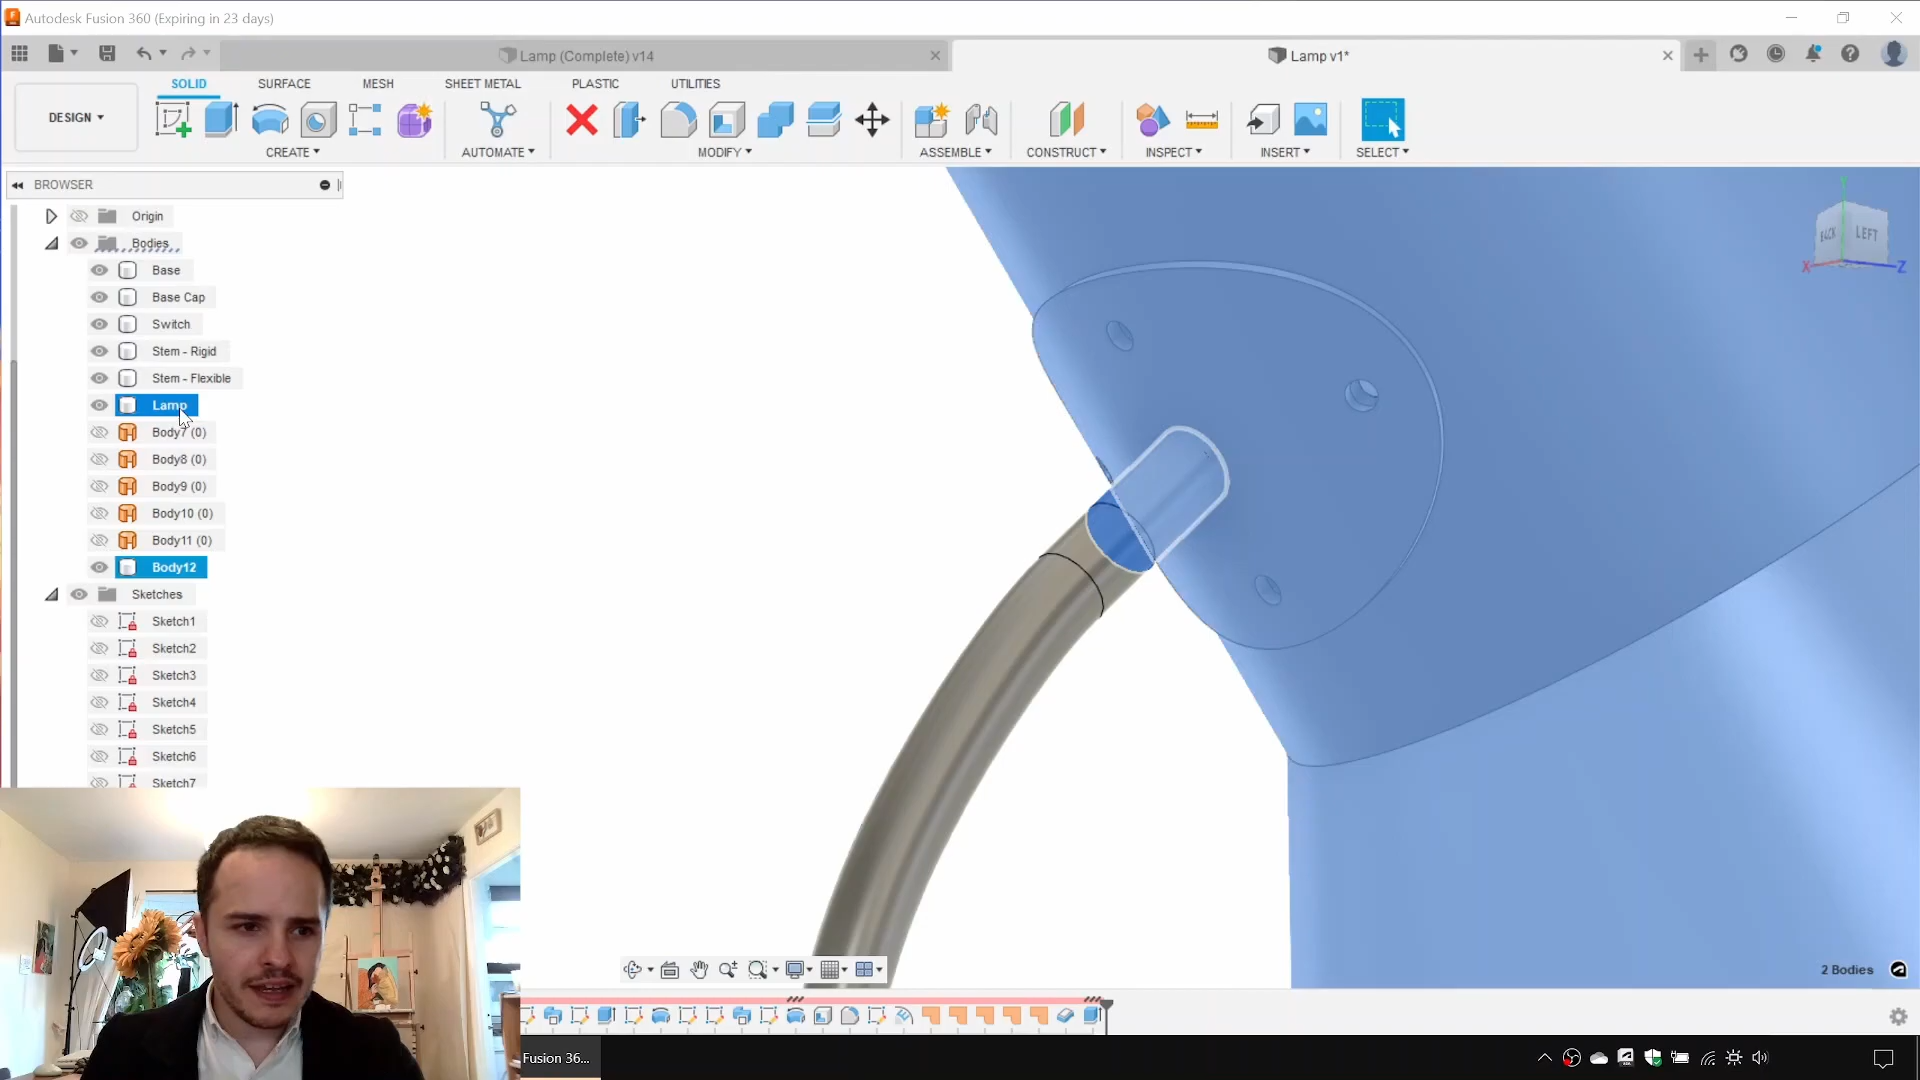 Autodesk Fusion 360 (Expiring in 23 days)
Lamp (Complete) v14
Lamp v1*
SOLID
SURFACE
MESH
SHEET METAL
PLASTIC
UTILITIES
DESIGN
CREATE
AUTOMATE
MODIFY
ASSEMBLE
CONSTRUCT
INSPECT
INSERT
SELECT
BROWSER
Origin
Bodies
Base
Base Cap
Switch
Stem - Rigid
Stem - Flexible
Lamp
Body7 (0)
Body8 (0)
Body9 (0)
Body10 (0)
Body11 (0)
Body12
Sketches
Sketch1
Sketch2
Sketch3
Sketch4
Sketch5
Sketch6
Sketch7
Y
BACK
LEFT
X
Z
2 Bodies
Fusion 36...